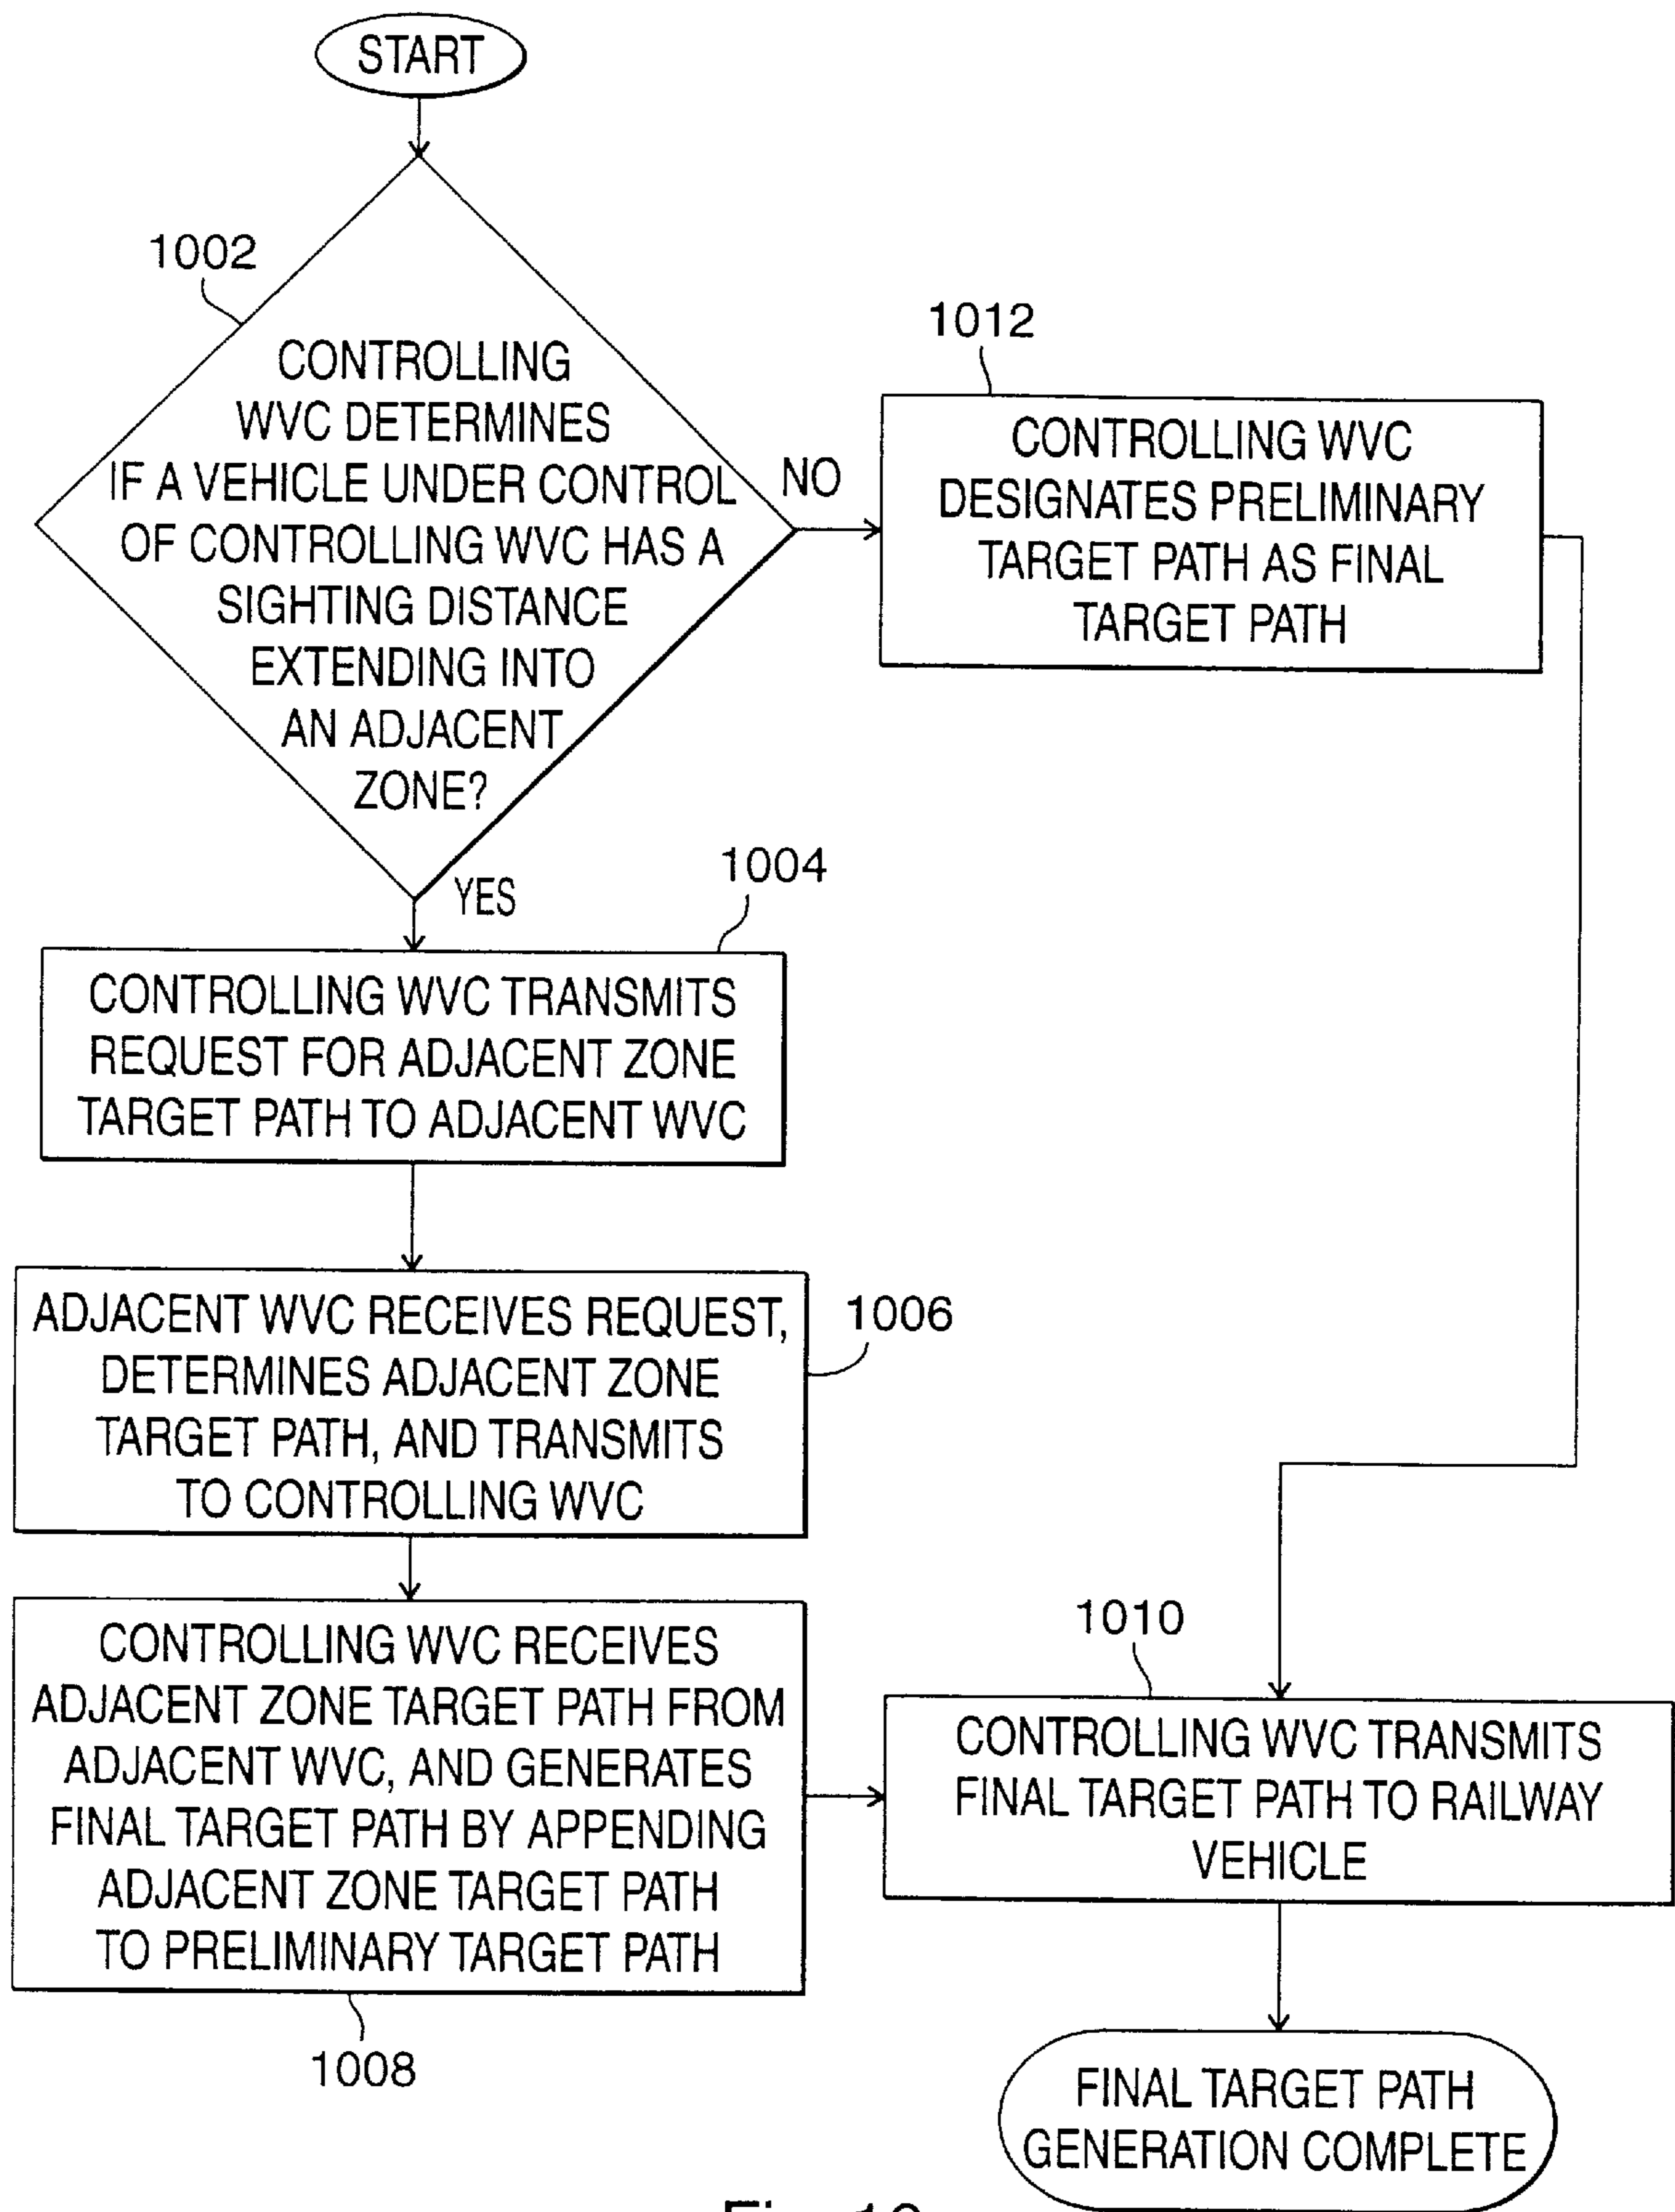 START
1002
CONTROLLING
WVC DETERMINES
IF A VEHICLE UNDER CONTROL
OF CONTROLLING WVC HAS A
SIGHTING DISTANCE
EXTENDING INTO
AN ADJACENT
ZONE?
NO
1012
CONTROLLING WVC
DESIGNATES PRELIMINARY
TARGET PATH AS FINAL
TARGET PATH
YES
1004
CONTROLLING WVC TRANSMITS
REQUEST FOR ADJACENT ZONE
TARGET PATH TO ADJACENT WVC
ADJACENT WVC RECEIVES REQUEST,
DETERMINES ADJACENT ZONE
TARGET PATH, AND TRANSMITS
TO CONTROLLING WVC
1006
CONTROLLING WVC RECEIVES
ADJACENT ZONE TARGET PATH FROM
ADJACENT WVC, AND GENERATES
FINAL TARGET PATH BY APPENDING
ADJACENT ZONE TARGET PATH
TO PRELIMINARY TARGET PATH
1008
1010
CONTROLLING WVC TRANSMITS
FINAL TARGET PATH TO RAILWAY
VEHICLE
FINAL TARGET PATH
GENERATION COMPLETE